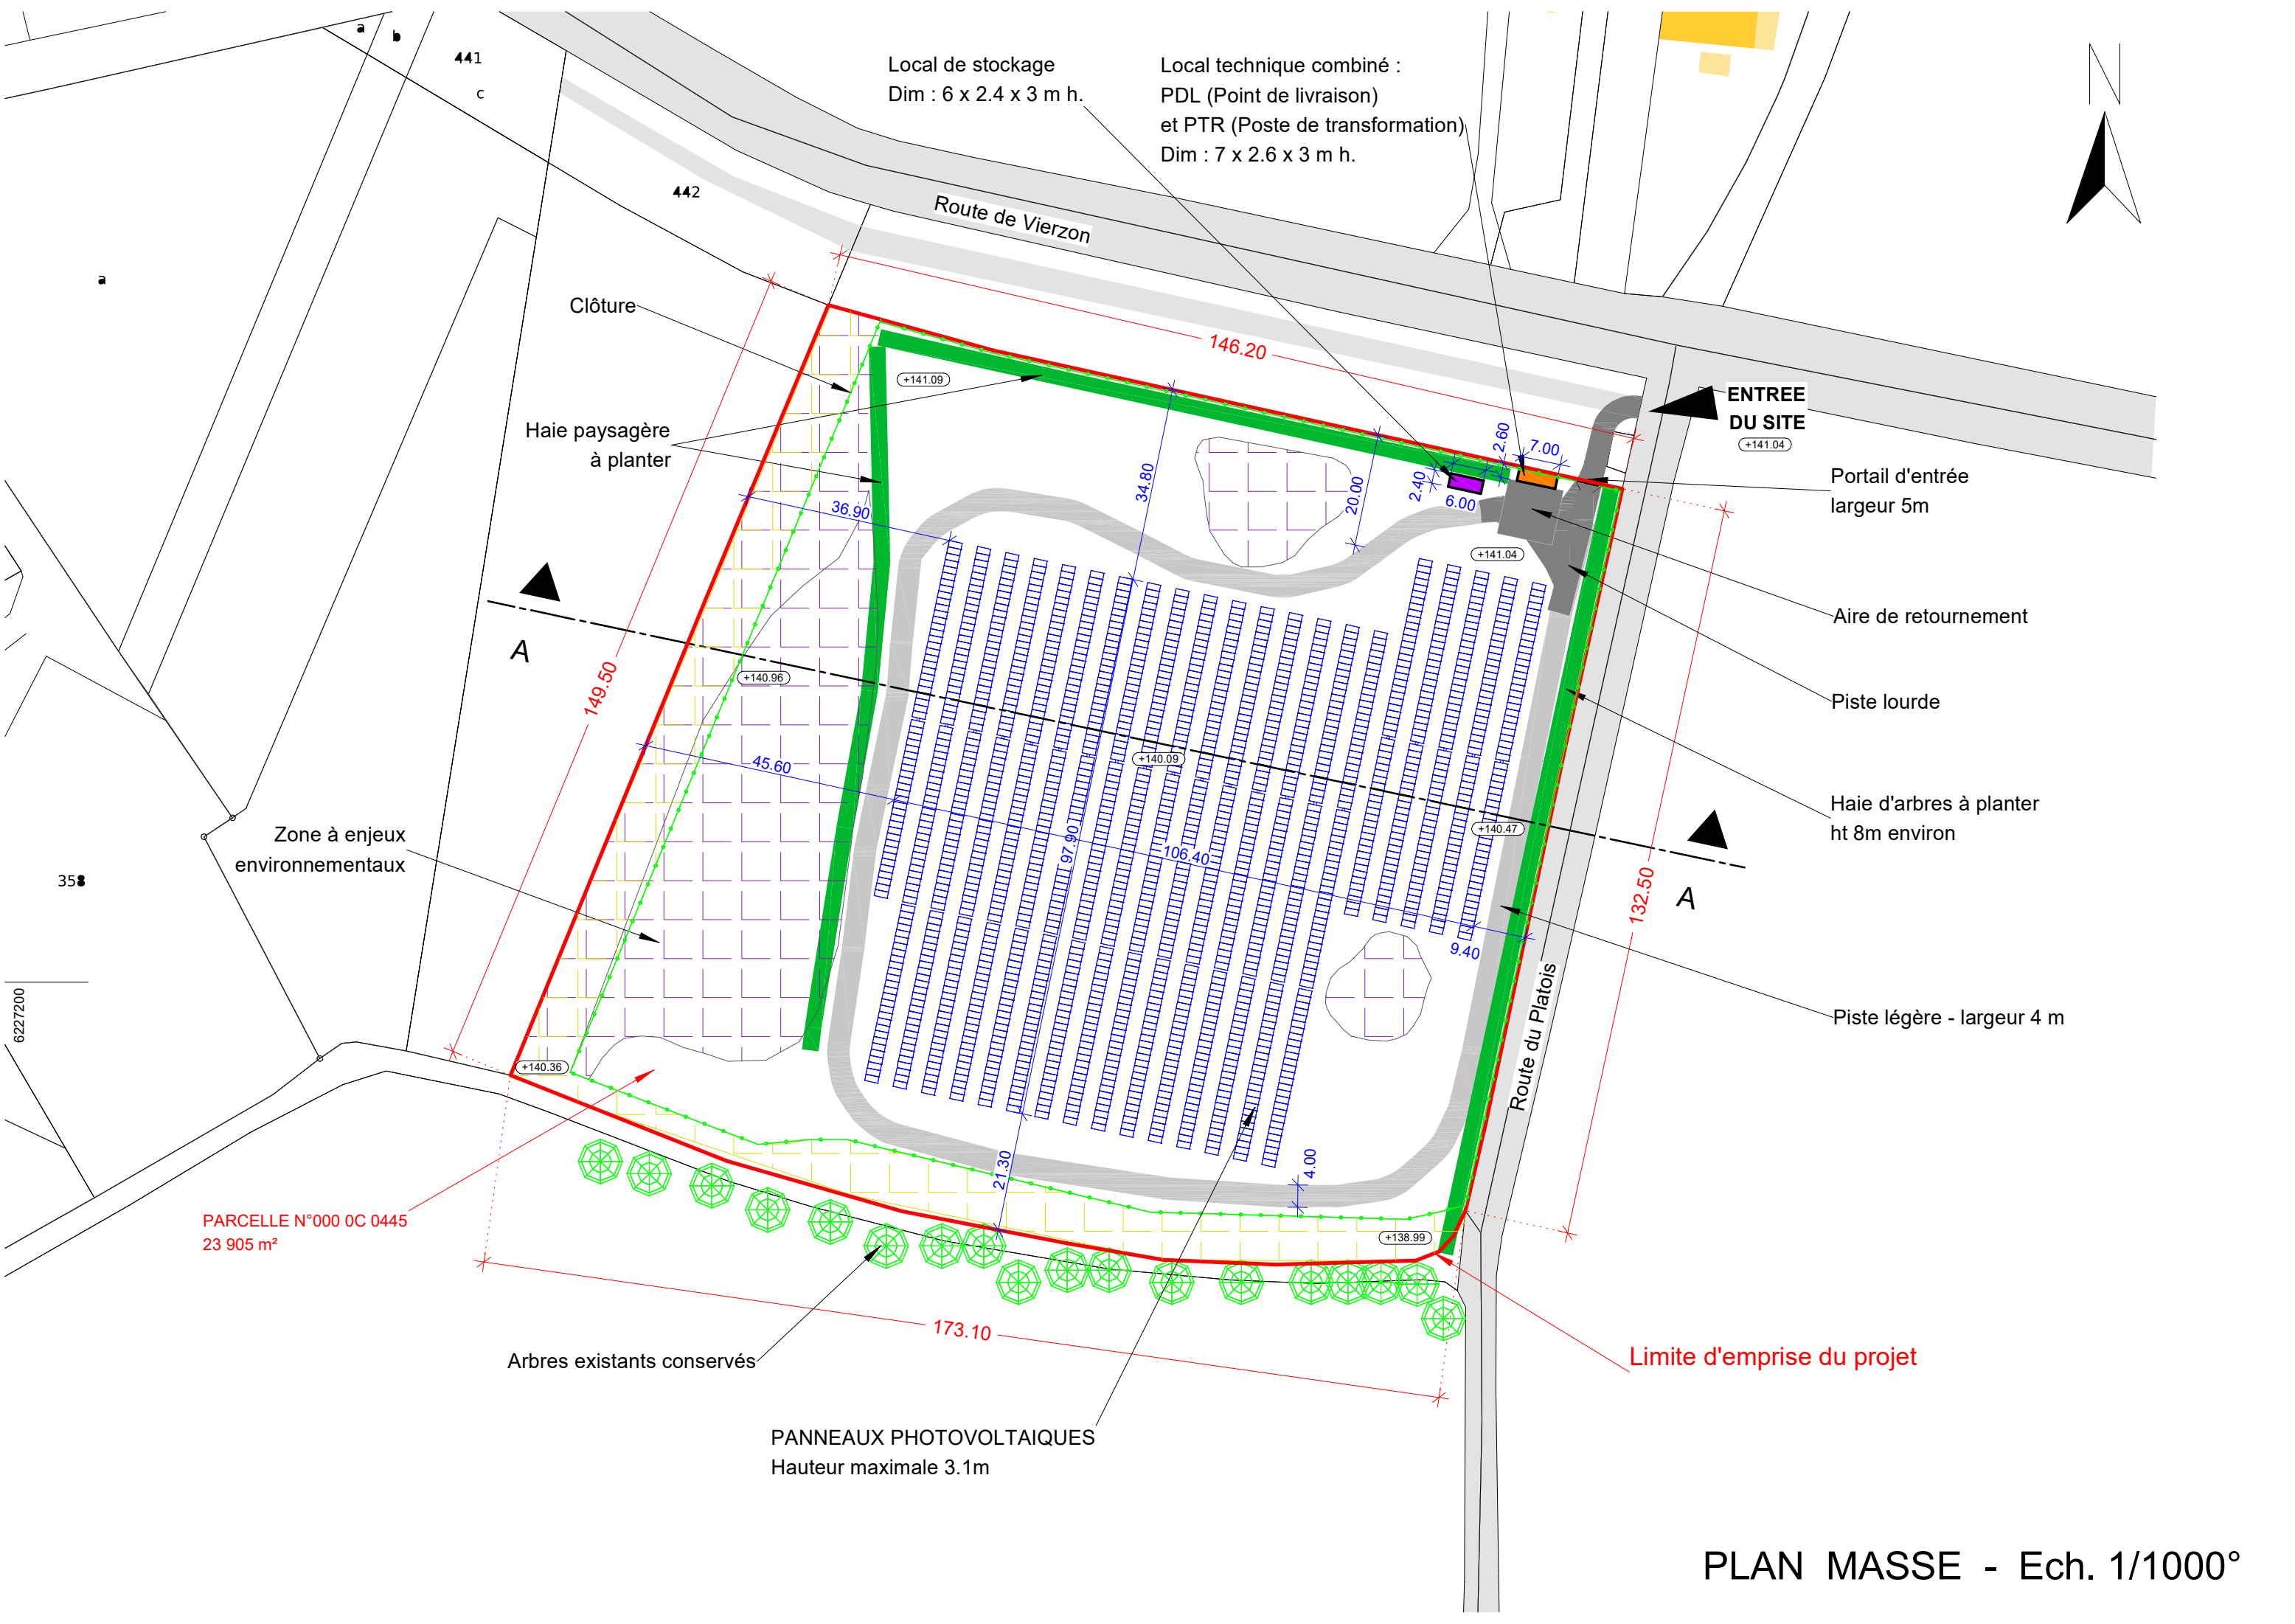 a
b
441
c
442
a
358
6227200
N
Local de stockage
Dim : 6 x 2.4 x 3 m h.
Local technique combiné :
PDL (Point de livraison)
et PTR (Poste de transformation)
Dim : 7 x 2.6 x 3 m h.
Route de Vierzon
Clôture
146.20
+141.09
Haie paysagère
à planter
ENTREE
DU SITE
+141.04
2.60
7.00
2.40
6.00
34.80
20.00
36.90
Portail d'entrée
largeur 5m
+141.04
Aire de retournement
A
149.50
+140.96
Piste lourde
45.60
+140.09
97.90
106.40
+140.47
Haie d'arbres à planter
ht 8m environ
Zone à enjeux
environnementaux
132.50
A
9.40
Route du Platois
Piste légère - largeur 4 m
+140.36
21.30
4.00
PARCELLE N°000 0C 0445
23 905 m²
+138.99
173.10
Arbres existants conservés
Limite d'emprise du projet
PANNEAUX PHOTOVOLTAIQUES
Hauteur maximale 3.1m
PLAN MASSE - Ech. 1/1000°